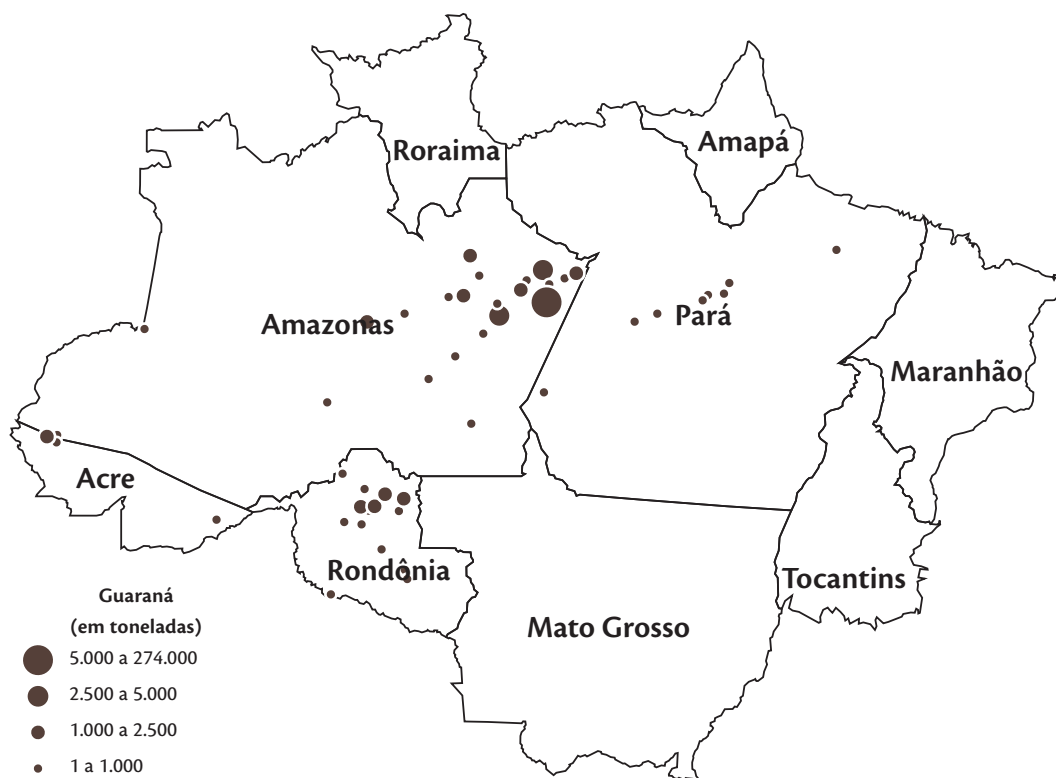 Roraima
Amapá
Amazonas
Pará
Maranhão
Acre
Rondônia
Tocantins
Mato Grosso
Guaraná
(em toneladas)
5.000 a 274.000
2.500 a 5.000
1.000 a 2.500
1 a 1.000